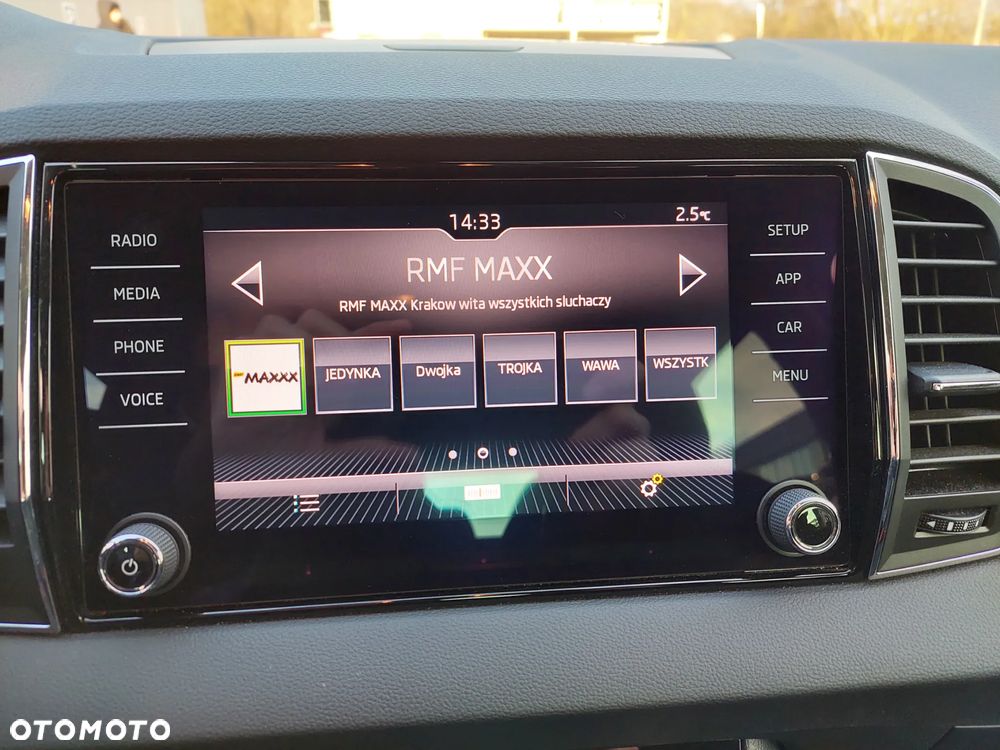 14:33
2.5°C
RADIO
MEDIA
PHONE
VOICE
RMF MAXX
RMF MAXX Krakow wita wszystkich sluchaczy
MAXXX
JEDYNKA
Dwojka
TROJKA
WAWA
WSZYSTK
SETUP
APP
CAR
MENU
OTOMOTO